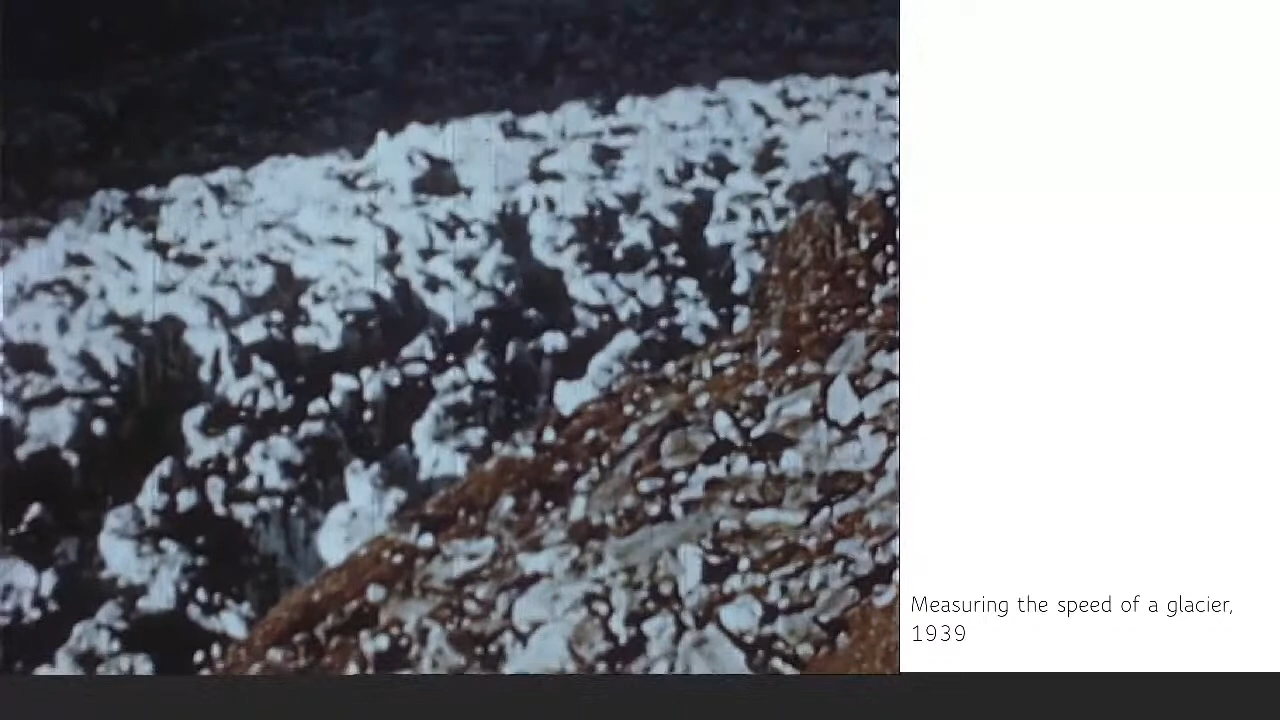 Measuring the speed of a glacier,
1939